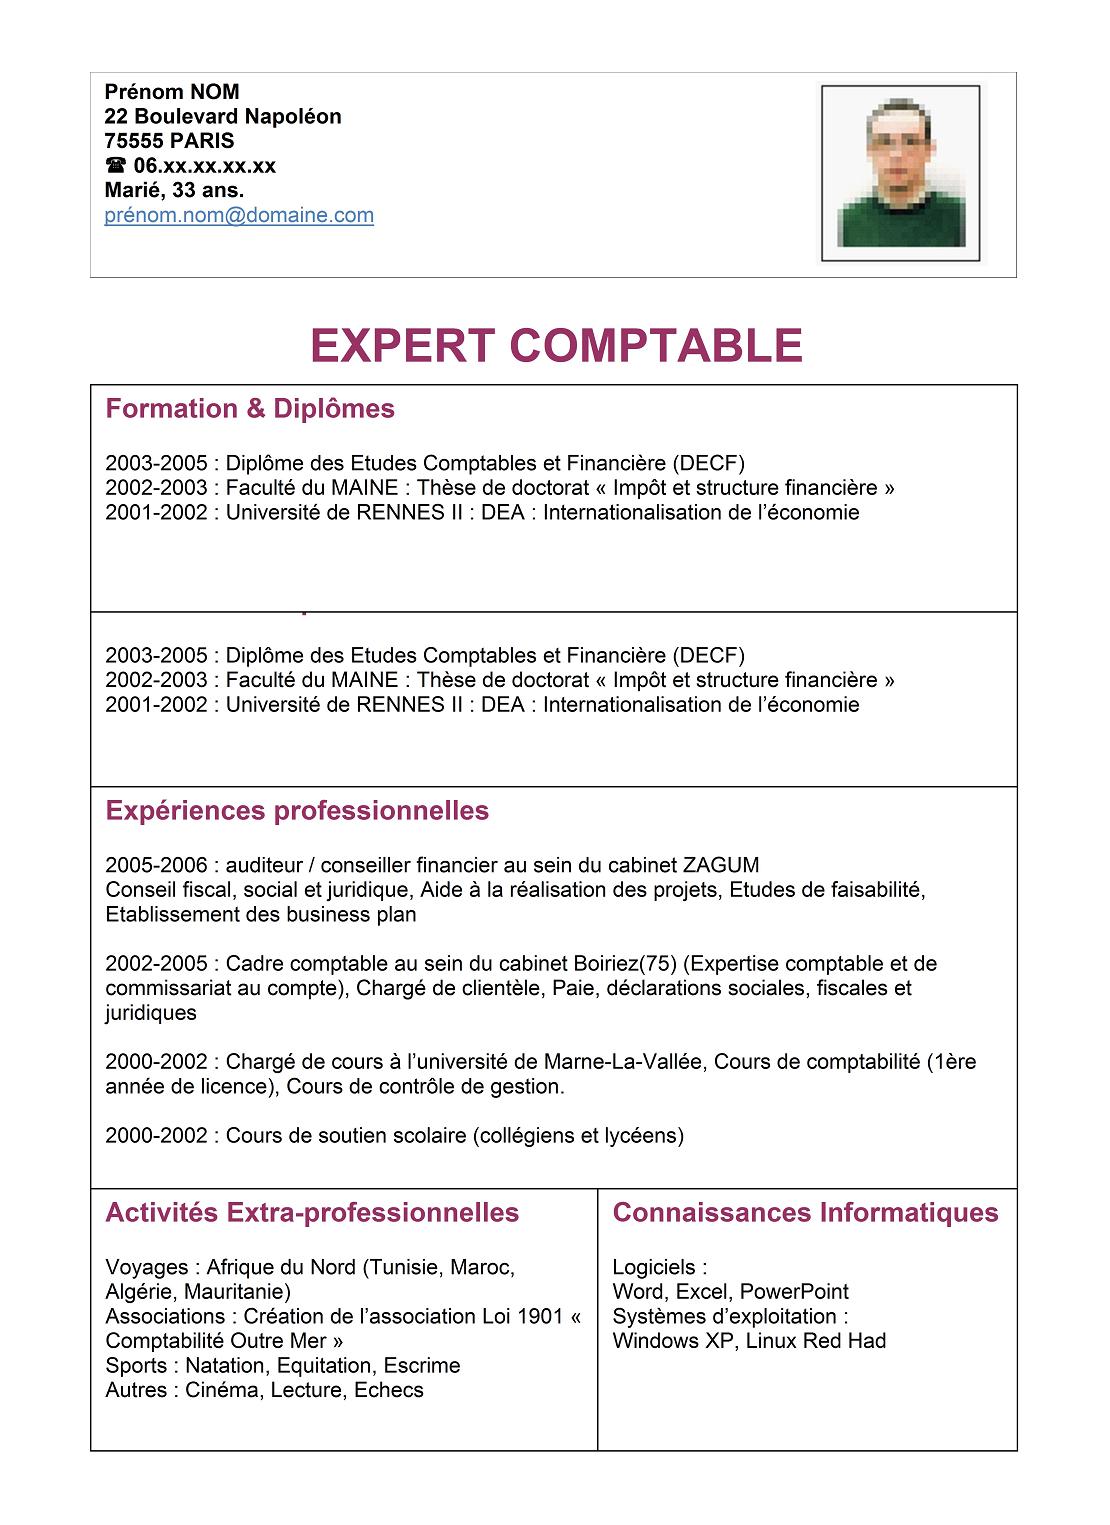 Prénom NOM
22 Boulevard Napoléon
75555 PARIS
☎ 06.xx.xx.xx.xx
Marié, 33 ans.
prénom.nom@domaine.com
EXPERT COMPTABLE
Formation & Diplômes
2003-2005 : Diplôme des Etudes Comptables et Financière (DECF)
2002-2003 : Faculté du MAINE : Thèse de doctorat « Impôt et structure financière »
2001-2002 : Université de RENNES II : DEA : Internationalisation de l’économie
2003-2005 : Diplôme des Etudes Comptables et Financière (DECF)
2002-2003 : Faculté du MAINE : Thèse de doctorat « Impôt et structure financière »
2001-2002 : Université de RENNES II : DEA : Internationalisation de l’économie
Expériences professionnelles
2005-2006 : auditeur / conseiller financier au sein du cabinet ZAGUM
Conseil fiscal, social et juridique, Aide à la réalisation des projets, Etudes de faisabilité,
Etablissement des business plan
2002-2005 : Cadre comptable au sein du cabinet Boiriez(75) (Expertise comptable et de
commissariat au compte), Chargé de clientèle, Paie, déclarations sociales, fiscales et
juridiques
2000-2002 : Chargé de cours à l’université de Marne-La-Vallée, Cours de comptabilité (1ère
année de licence), Cours de contrôle de gestion.
2000-2002 : Cours de soutien scolaire (collégiens et lycéens)
Activités Extra-professionnelles
Voyages : Afrique du Nord (Tunisie, Maroc,
Algérie, Mauritanie)
Associations : Création de l’association Loi 1901 «
Comptabilité Outre Mer »
Sports : Natation, Equitation, Escrime
Autres : Cinéma, Lecture, Echecs
Connaissances Informatiques
Logiciels :
Word, Excel, PowerPoint
Systèmes d’exploitation :
Windows XP, Linux Red Had